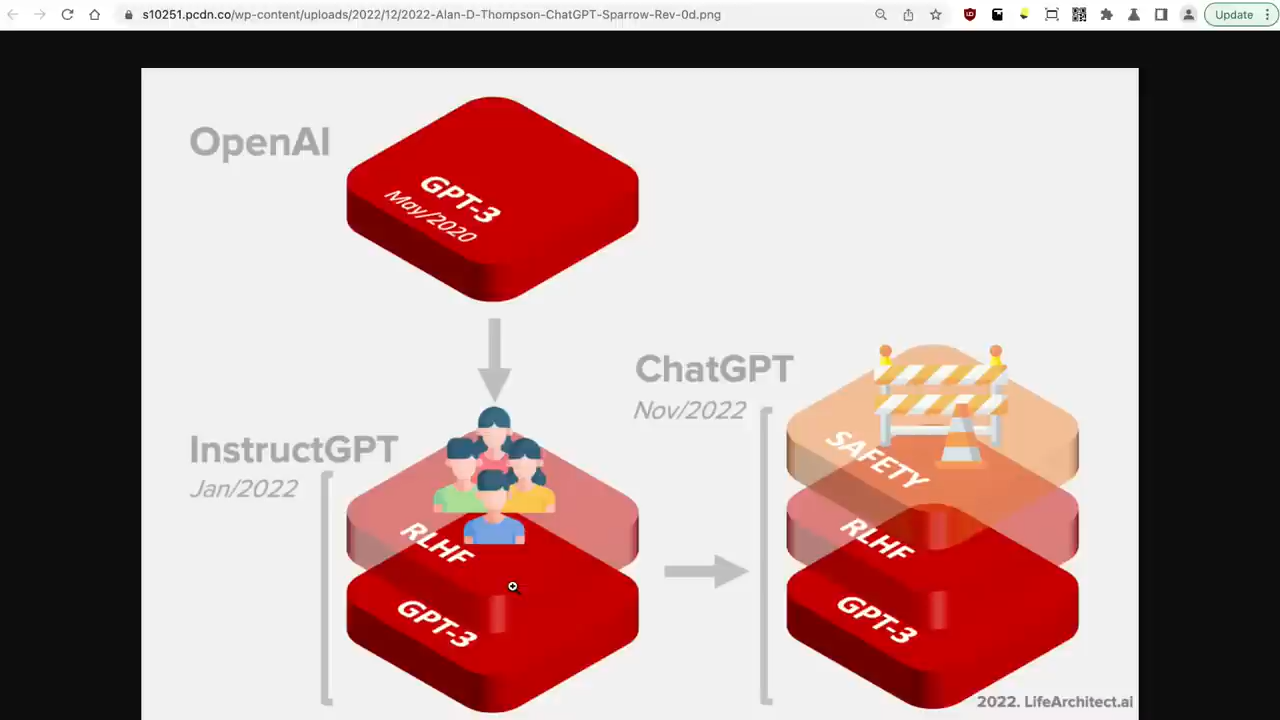 s10251.pcdn.co/wp-content/uploads/2022/12/2022-Alan-D-Thompson-ChatGPT-Sparrow-Rev-0d.png
Update
OpenAI
GPT-3
May/2020
ChatGPT
Nov/2022
InstructGPT
Jan/2022
RLHF
GPT-3
SAFETY
RLHF
GPT-3
2022. LifeArchitect.ai